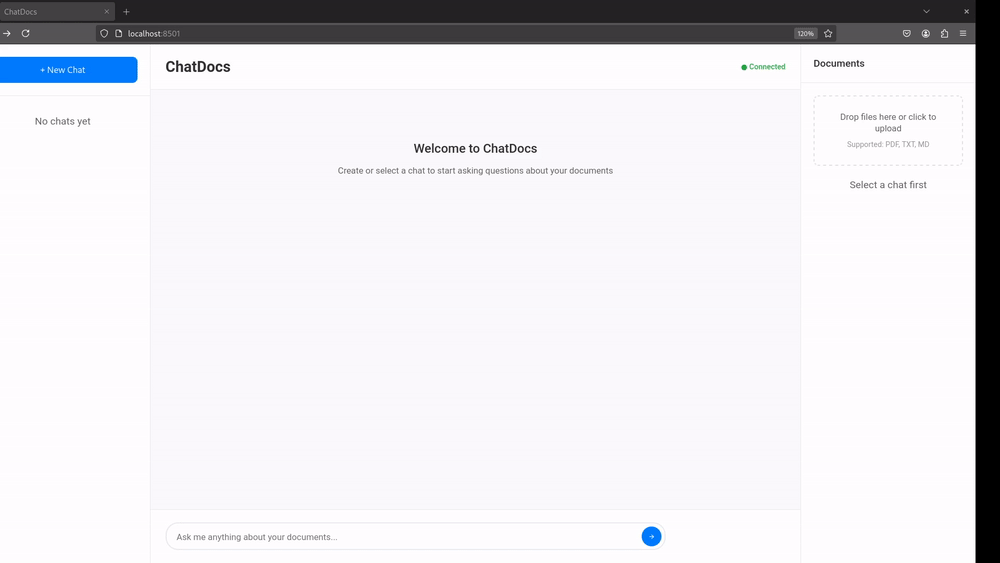 ChatDocs
localhost:8501
120%
+ New Chat
No chats yet
ChatDocs
Connected
Welcome to ChatDocs
Create or select a chat to start asking questions about your documents
Ask me anything about your documents...
Documents
Drop files here or click to
upload
Supported: PDF, TXT, MD
Select a chat first